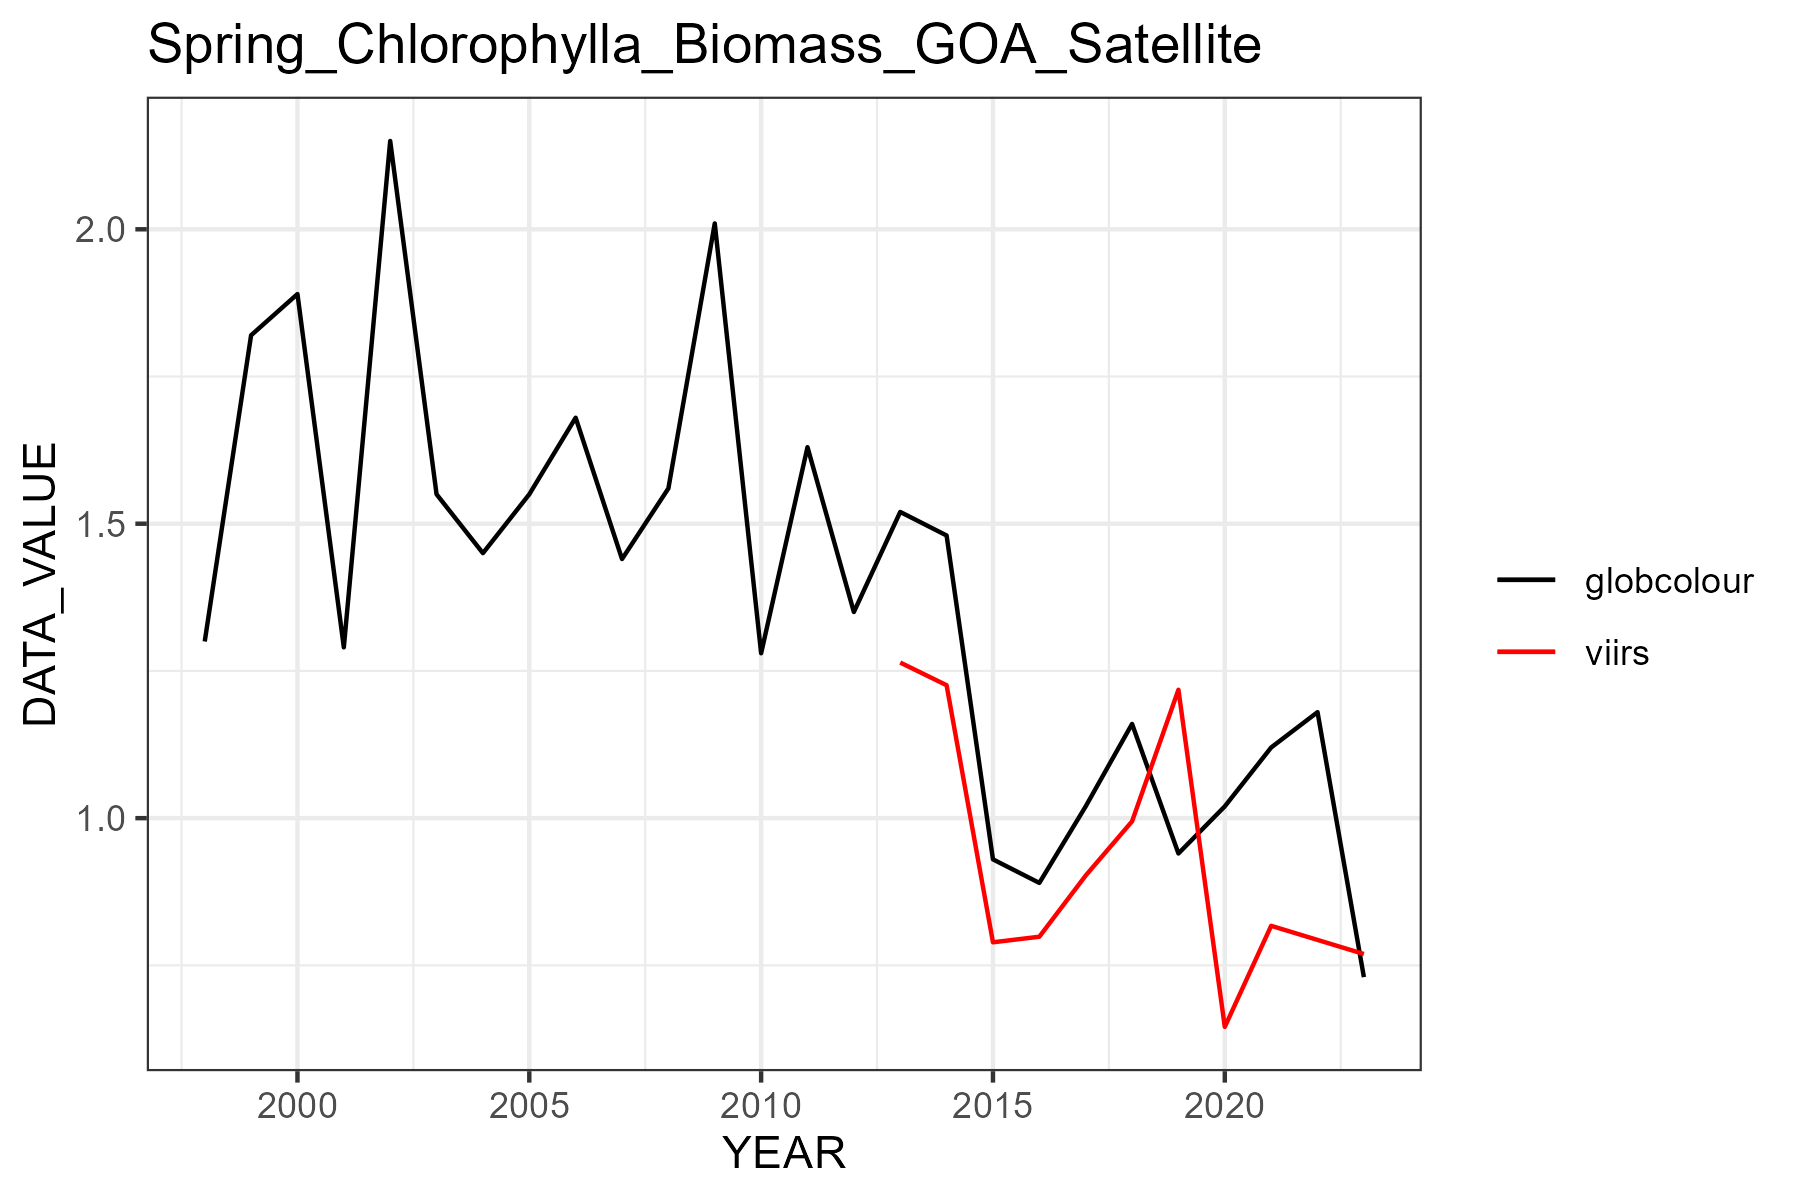 Spring_Chlorophylla_Biomass_GOA_Satellite
DATA_VALUE
2.0
1.5
1.0
2000 2005 2010 2015 2020
YEAR
globcolour
viirs